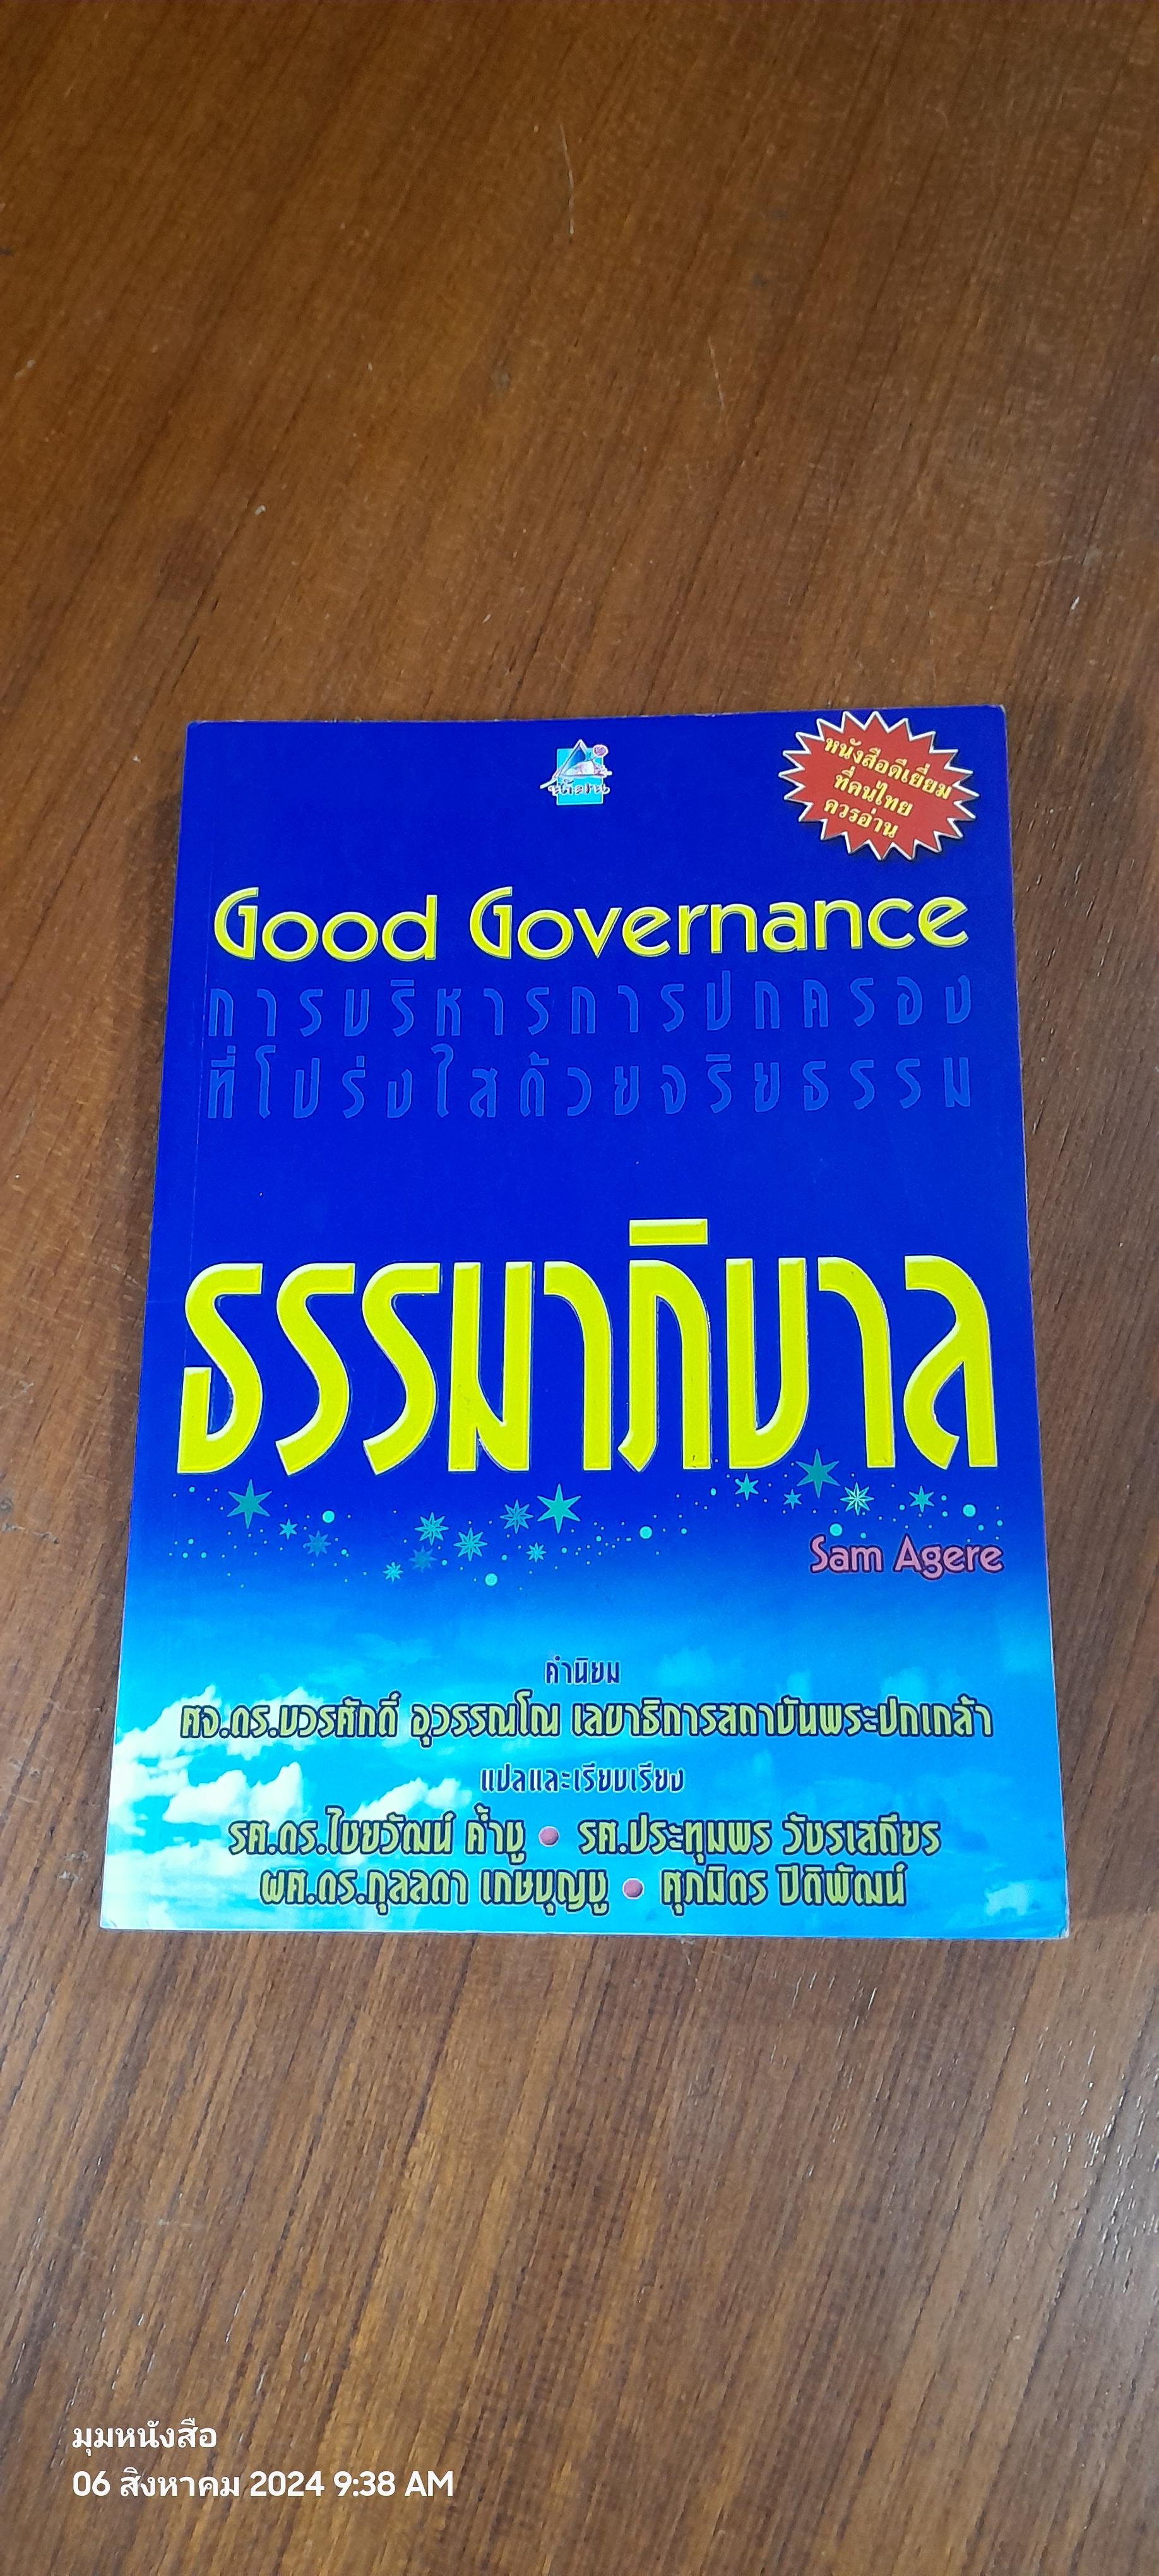 น้ำฝน
หนังสือดีเยี่ยม
ที่คนไทย
ควรอ่าน
Good Governance
การบริหารการปกครอง
ที่โปร่งใสด้วยจริยธรรม
ธรรมาภิบาล
Sam Agere
คำนิยม
ศจ.ดร.บวรศักดิ์ อุวรรณโณ เลขาธิการสถาบันพระปกเกล้า
แปลและเรียบเรียง
รศ.ดร.ไชยวัฒน์ ค้ำชู • รศ.ประทุมพร วัชรเสถียร
ผศ.ดร.กุลลดา เกษบุญชู • ศุภมิตร ปิติพัฒน์
มุมหนังสือ
06 สิงหาคม 2024 9:38 AM